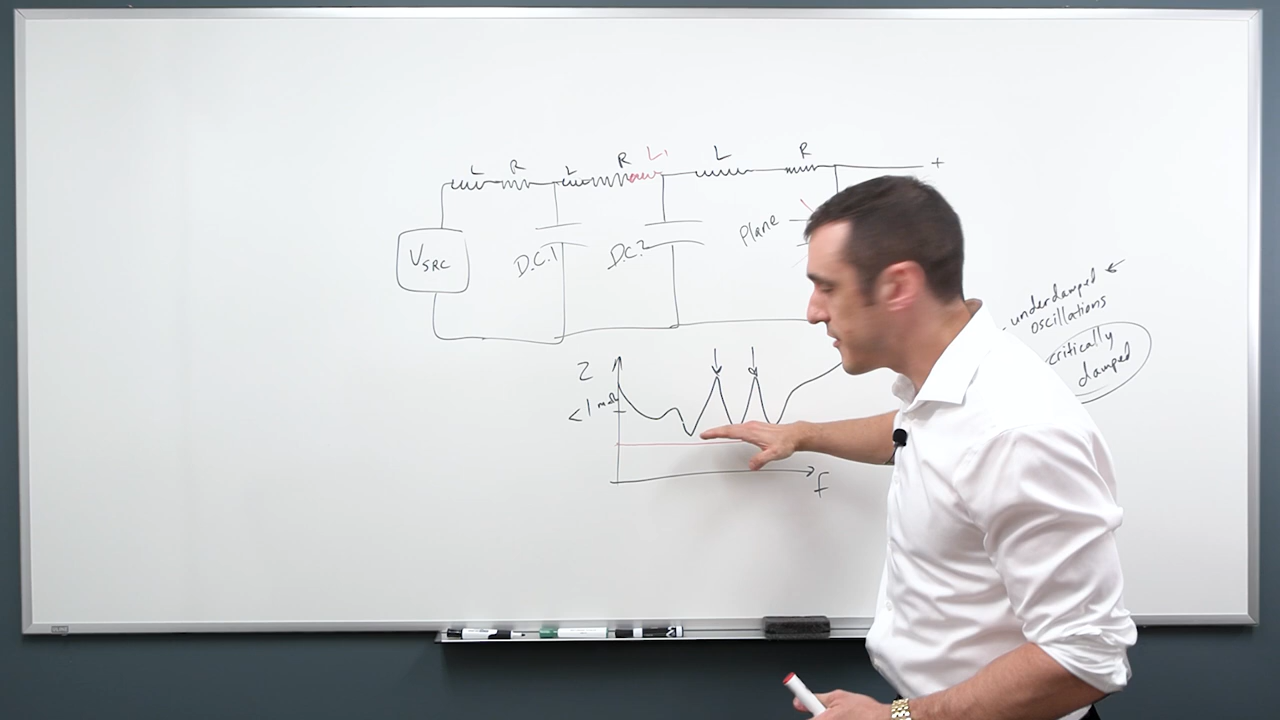 L R L R L1 L R +
VSRC
D.C.1
D.C.2
Plane
underdamped
oscillations
critically
damped
Z
f